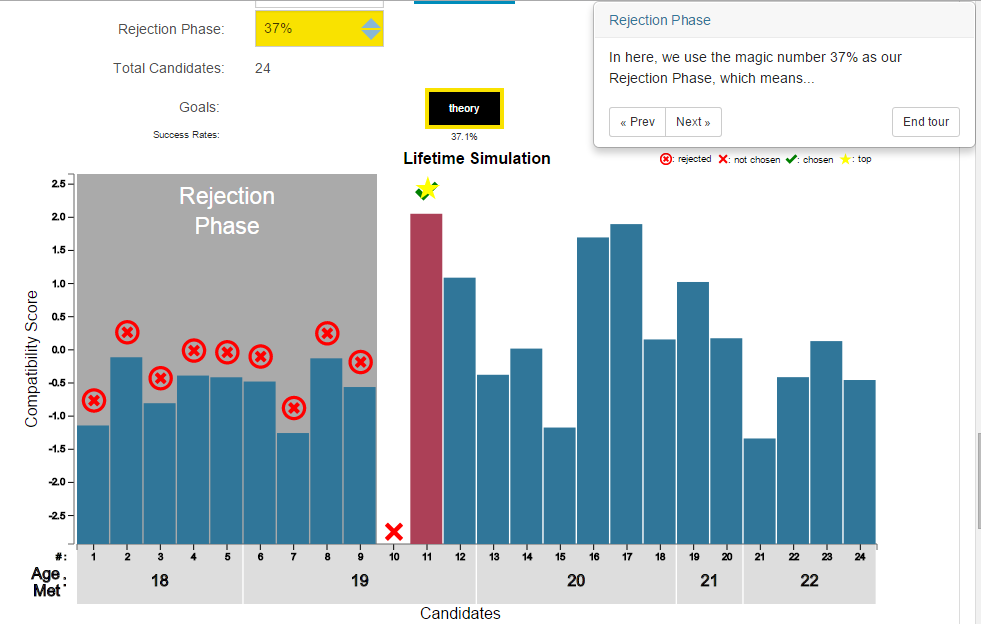 Rejection Phase:
37%
Total Candidates:
24
Goals:
theory
Success Rates:
37.1%
Rejection Phase
In here, we use the magic number 37% as our
Rejection Phase, which means...
« Prev
Next »
End tour
Lifetime Simulation
: rejected : not chosen : chosen : top
Rejection
Phase
Compatibility Score
2.5
2.0
1.5
1.0
0.5
0.0
-0.5
-1.0
-1.5
-2.0
-2.5
#: 1 2 3 4 5 6 7 8 9 10 11 12 13 14 15 16 17 18 19 20 21 22 23 24
Age
Met :
18 19 20 21 22
Candidates